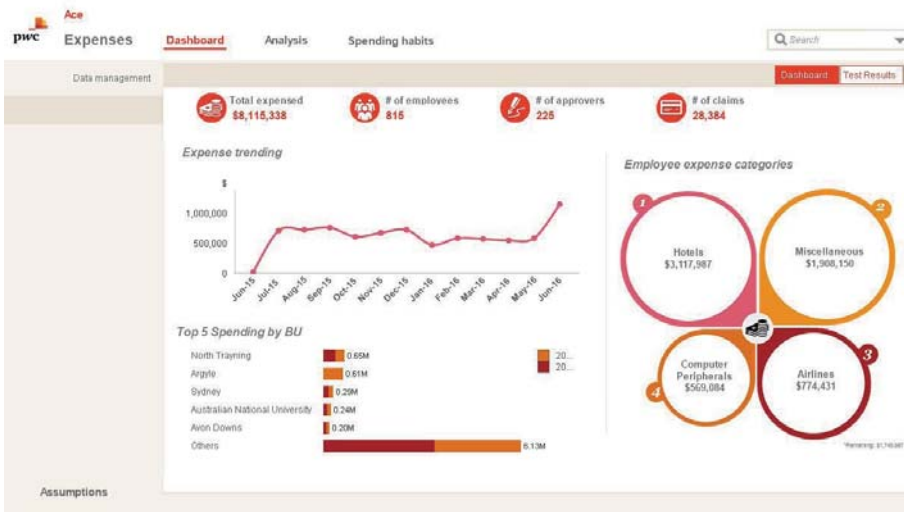 Ace
pwc
Expenses
Dashboard
Analysis
Spending habits
Search
Data management
Dashboard
Test Results
Total expensed
$8,115,338
# of employees
815
# of approvers
225
# of claims
28,384
Expense trending
$
1,000,000
500,000
0
Jun-15
Jul-15
Aug-15
Sep-15
Oct-15
Nov-15
Dec-15
Jan-16
Feb-16
Mar-16
Apr-16
May-16
Jun-16
Employee expense categories
1
Hotels
$3,117,987
2
Miscellaneous
$1,908,150
3
Airlines
$774,431
4
Computer
Peripherals
$569,084
Top 5 Spending by BU
North Trayning
0.65M
Argyle
0.61M
Sydney
0.29M
Australian National University
0.24M
Avon Downs
0.20M
Others
6.13M
20...
20...
Assumptions